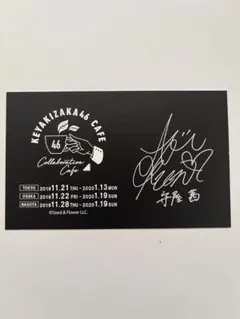 KEYAKIZAKA46 CAFE
46
Collaboration
Cafe
TOKYO 2019 11.21 THU - 2020 1.13 MON
OSAKA 2019 11.22 FRI - 2020 1.19 SUN
NAGOYA 2019 11.28 THU - 2020 1.19 SUN
©Seed & Flower LLC.
守屋 茜